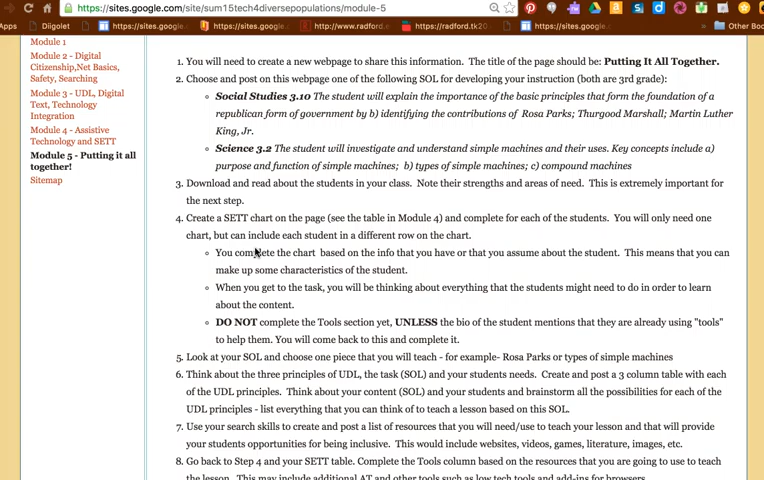 https://sites.google.com/site/sum15tech4diversepopulations/module-5
Apps
Diigolet
https://sites.google.
http://www.radford.e
https://radford.tk20
https://sites.google.
Other Boo
Module 1
Module 2 - Digital
Citizenship,Net Basics,
Safety, Searching
Module 3 - UDL, Digital
Text, Technology
Integration
Module 4 - Assistive
Technology and SETT
Module 5 - Putting it all
together!
Sitemap
1. You will need to create a new webpage to share this information. The title of the page should be: Putting It All Together.
2. Choose and post on this webpage one of the following SOL for developing your instruction (both are 3rd grade):
Social Studies 3.10 The student will explain the importance of the basic principles that form the foundation of a
republican form of government by b) identifying the contributions of Rosa Parks; Thurgood Marshall; Martin Luther
King, Jr.
Science 3.2 The student will investigate and understand simple machines and their uses. Key concepts include a)
purpose and function of simple machines; b) types of simple machines; c) compound machines
3. Download and read about the students in your class. Note their strengths and areas of need. This is extremely important for
the next step.
4. Create a SETT chart on the page (see the table in Module 4) and complete for each of the students. You will only need one
chart, but can include each student in a different row on the chart.
You complete the chart based on the info that you have or that you assume about the student. This means that you can
make up some characteristics of the student.
When you get to the task, you will be thinking about everything that the students might need to do in order to learn
about the content.
DO NOT complete the Tools section yet, UNLESS the bio of the student mentions that they are already using "tools"
to help them. You will come back to this and complete it.
5. Look at your SOL and choose one piece that you will teach - for example- Rosa Parks or types of simple machines
6. Think about the three principles of UDL, the task (SOL) and your students needs. Create and post a 3 column table with each
of the UDL principles. Think about your content (SOL) and your students and brainstorm all the possibilities for each of the
UDL principles - list everything that you can think of to teach a lesson based on this SOL.
7. Use your search skills to create and post a list of resources that you will need/use to teach your lesson and that will provide
your students opportunities for being inclusive. This would include websites, videos, games, literature, images, etc.
8. Go back to Step 4 and your SETT table. Complete the Tools column based on the resources that you are going to use to teach
the lesson. This may include additional AT and other tools such as low tech tools and add-ins for browsers.